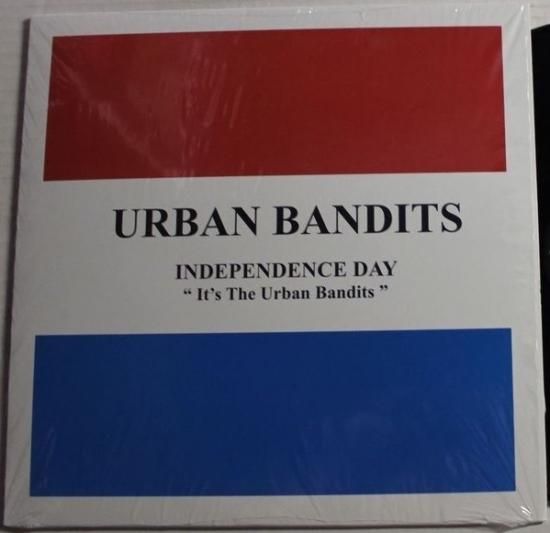 URBAN BANDITS
INDEPENDENCE DAY
“ It's The Urban Bandits ”